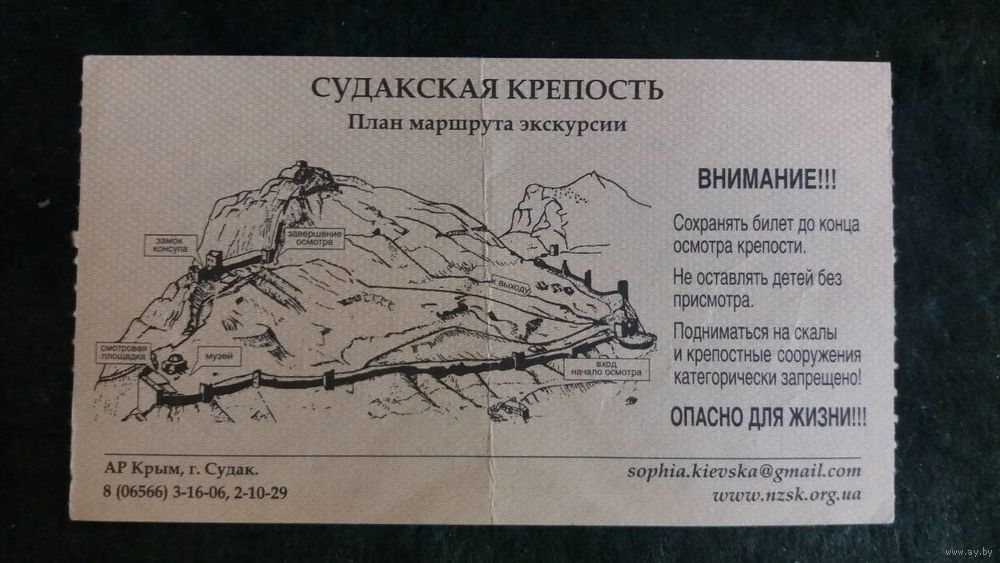 СУДАКСКАЯ КРЕПОСТЬ
План маршрута экскурсии
ВНИМАНИЕ!!!
Сохранять билет до конца
осмотра крепости.
Не оставлять детей без
присмотра.
Подниматься на скалы
и крепостные сооружения
категорически запрещено!
ОПАСНО ДЛЯ ЖИЗНИ!!!
замок
консула
завершение
осмотра
к выходу
смотровая
площадка
музей
вход
начало осмотра
АР Крым, г. Судак.
8 (06566) 3-16-06, 2-10-29
sophia.kievska@gmail.com
www.nzsk.org.ua
www.ay.by